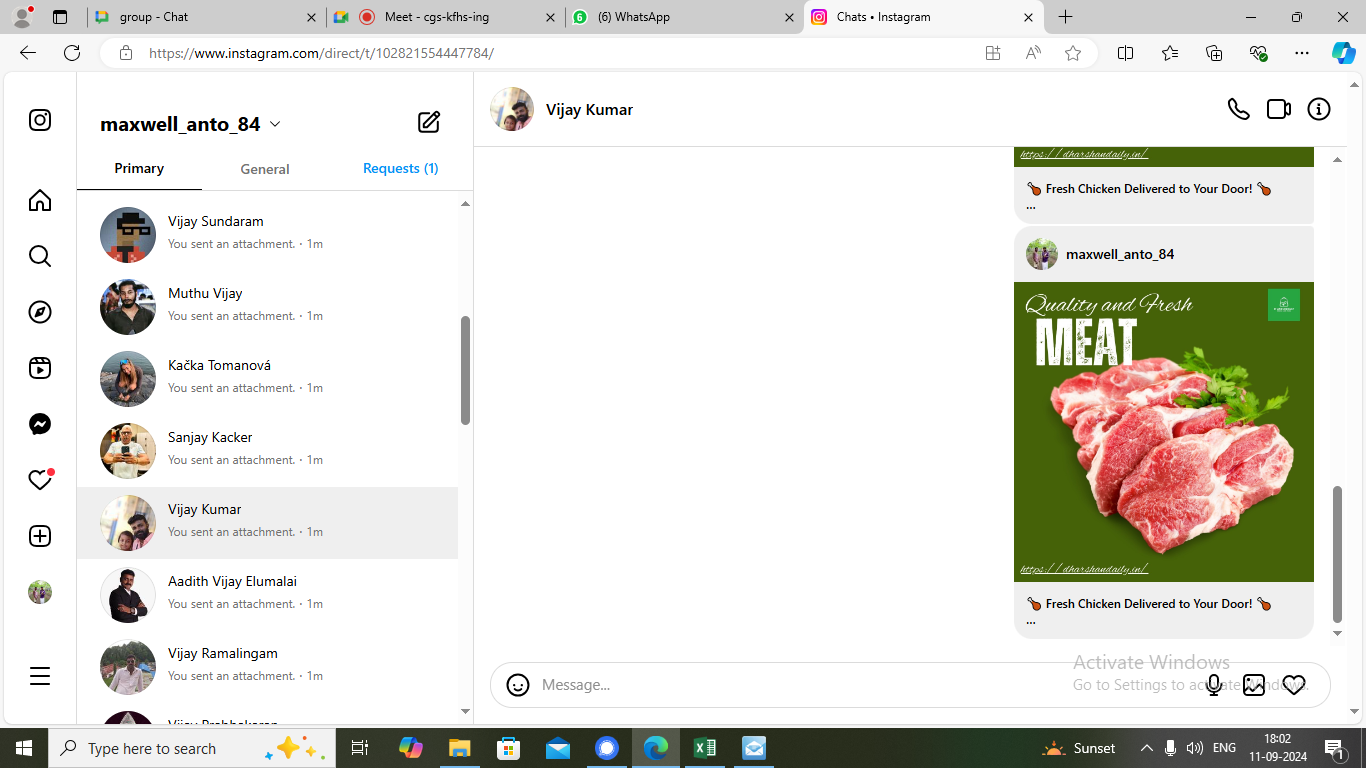 group - Chat
Meet - cgs-kfhs-ing
(6) WhatsApp
Chats • Instagram
https://www.instagram.com/direct/t/102821554447784/
maxwell_anto_84
Primary
General
Requests (1)
Vijay Sundaram
You sent an attachment. · 1m
Muthu Vijay
You sent an attachment. · 1m
Kačka Tomanová
You sent an attachment. · 1m
Sanjay Kacker
You sent an attachment. · 1m
Vijay Kumar
You sent an attachment. · 1m
Aadith Vijay Elumalai
You sent an attachment. · 1m
Vijay Ramalingam
You sent an attachment. · 1m
Vijay Kumar
https://dharshandaily.in/
🍗 Fresh Chicken Delivered to Your Door! 🍗
...
maxwell_anto_84
Quality and Fresh
MEAT
https://dharshandaily.in/
🍗 Fresh Chicken Delivered to Your Door! 🍗
...
Message...
Activate Windows
Go to Settings to activate Windows.
Type here to search
Sunset
ENG
18:02
11-09-2024
1